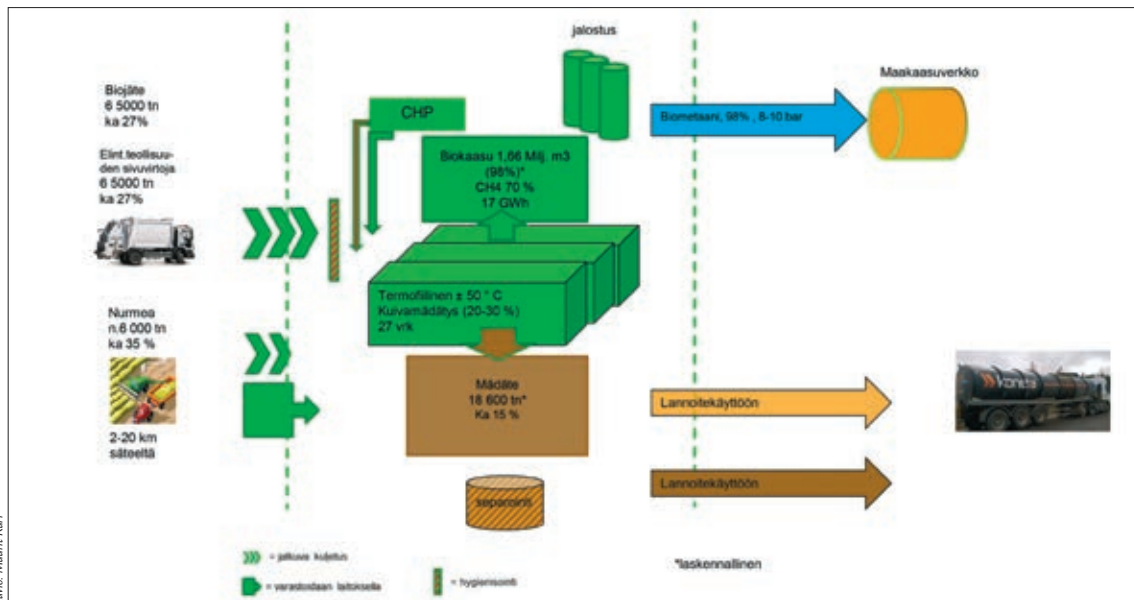 jalostus
Maakaasuverkko
Biojäte
6 5000 tn
ka 27%
Elint.teollisuu-
den sivuvirtoja
6 5000 tn
ka 27%
CHP
Biometaani, 98% , 8-10 bar
Biokaasu 1,66 Milj. m3
(98%)*
CH4 70 %
17 GWh
Termofiilinen ± 50 ° C
Kuivamädätys (20-30 %)
27 vrk
Nurmea
n.6 000 tn
ka 35 %
2-20 km
säteeltä
Mädäte
18 600 tn*
Ka 15 %
Lannoitekäyttöön
Lannoitekäyttöön
separointi
= jatkuva kuljetus
= varastoidaan laitoksella
= hygienisointi
*laskennallinen